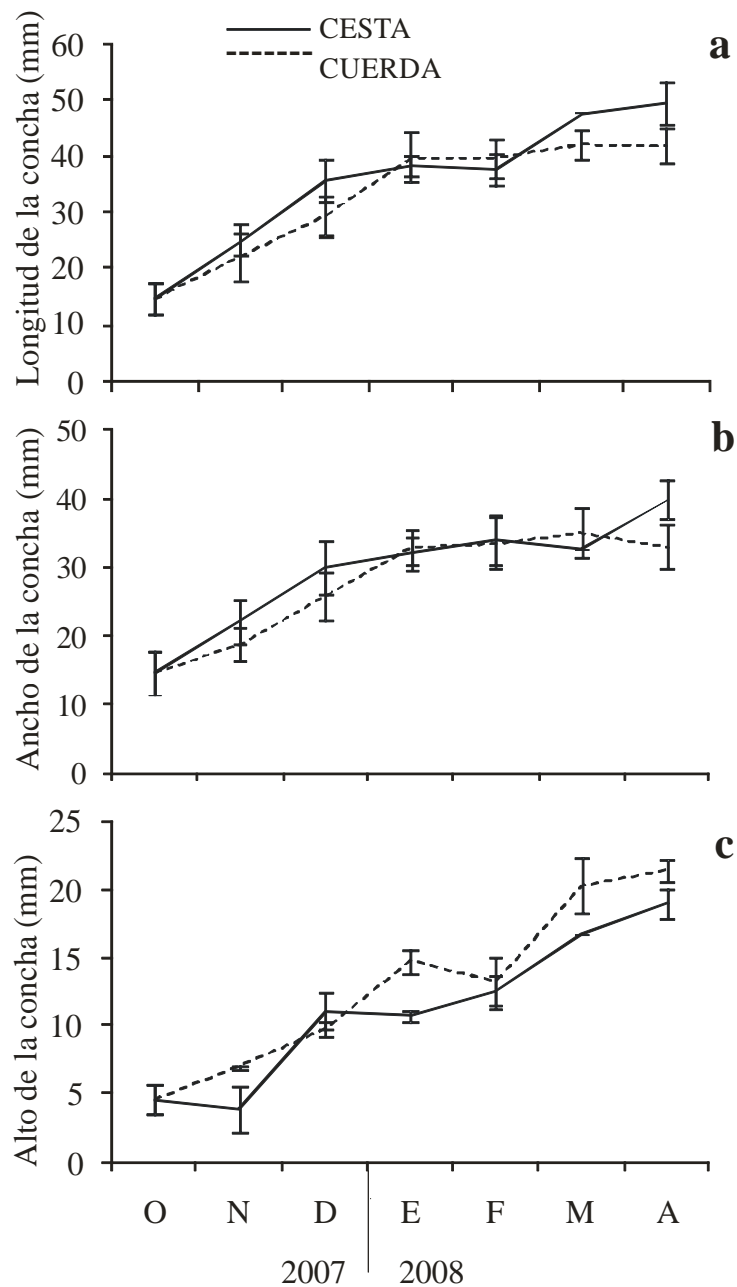 CESTA
CUERDA
a
60
50
40
30
20
10
0
Longitud de la concha (mm)
b
50
40
30
20
10
0
Ancho de la concha (mm)
c
25
20
15
10
5
0
Alto de la concha (mm)
O N D E F M A
2007 2008